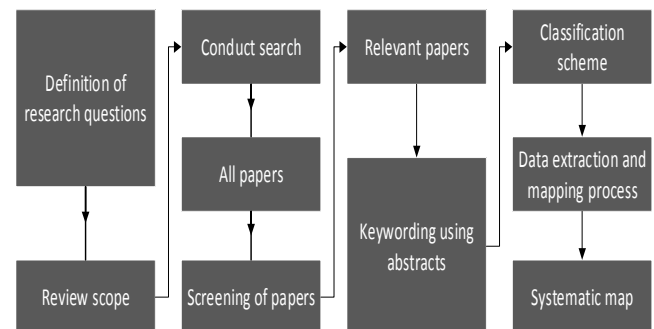 Definition of
research questions
Review scope
Conduct search
All papers
Screening of papers
Relevant papers
Keywording using
abstracts
Classification
scheme
Data extraction and
mapping process
Systematic map